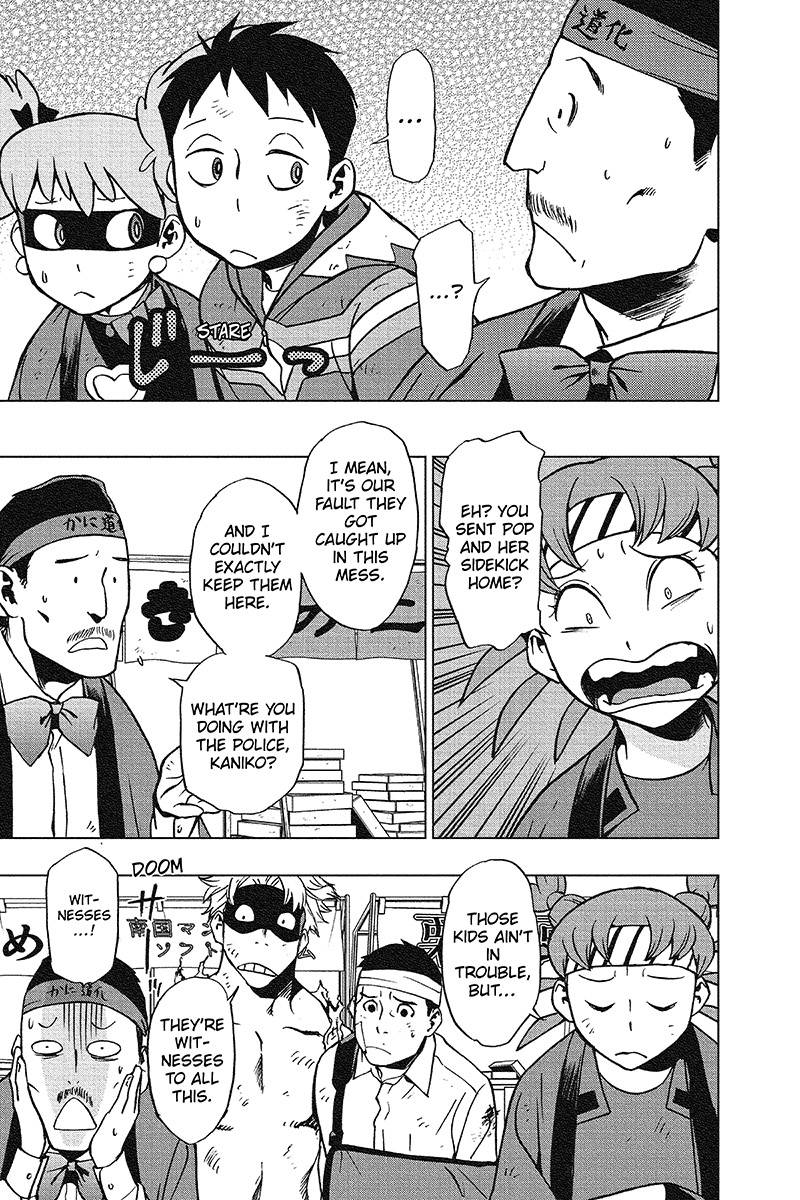 道化
...
...?
STARE
じーっ
EH? YOU
SENT POP
AND HER
SIDEKICK
HOME?
I MEAN,
IT'S OUR
FAULT THEY
GOT
CAUGHT UP
IN THIS
MESS.
AND I
COULDN'T
EXACTLY
KEEP THEM
HERE.
かに道
WHAT'RE YOU
DOING WITH
THE POLICE,
KANIKO?
THOSE
KIDS AIN'T
IN
TROUBLE,
BUT...
DOOM
南国マン
ソフ
め
WIT-
NESSES
...!
かに道化
THEY'RE
WIT-
NESSES
TO ALL
THIS.